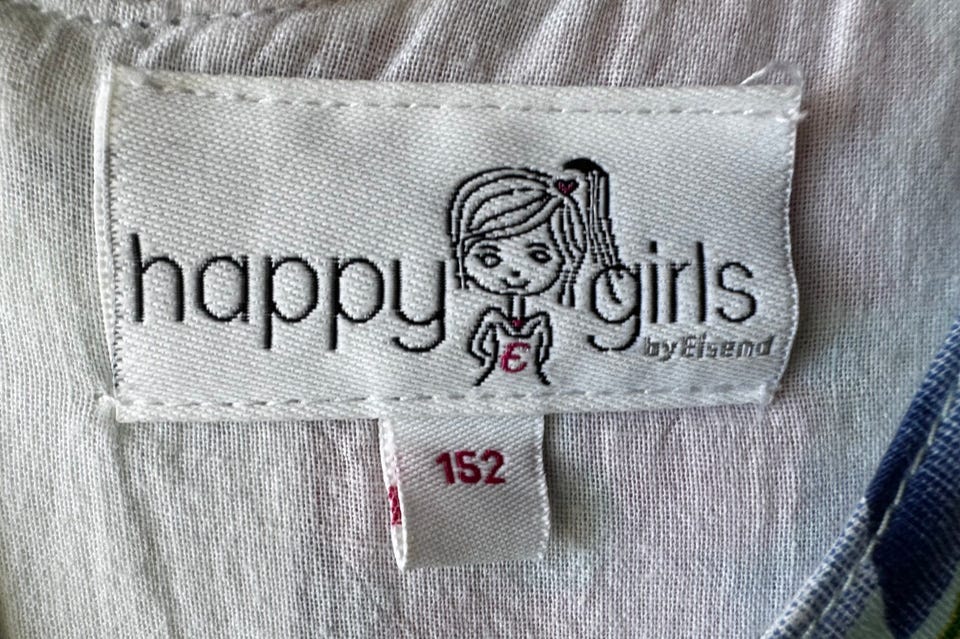 happy girls
by Eisend
E
152